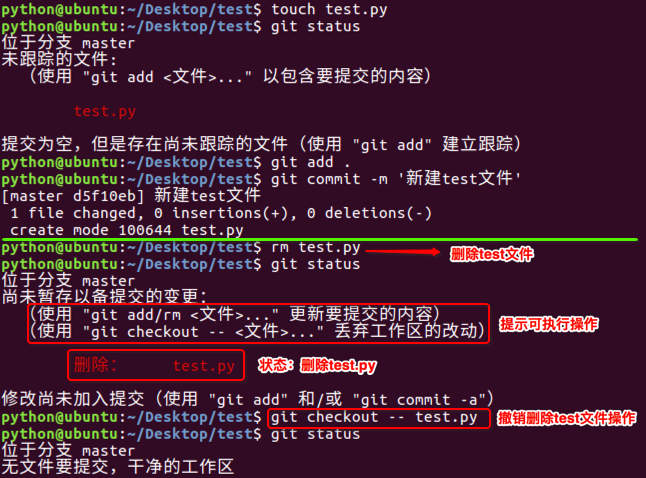 python@ubuntu:~/Desktop/test$ touch test.py
python@ubuntu:~/Desktop/test$ git status
位于分支 master
未跟踪的文件:
（使用 "git add <文件>..." 以包含要提交的内容）
test.py
提交为空，但是存在尚未跟踪的文件（使用 "git add" 建立跟踪）
python@ubuntu:~/Desktop/test$ git add .
python@ubuntu:~/Desktop/test$ git commit -m '新建test文件'
[master d5f10eb] 新建test文件
1 file changed, 0 insertions(+), 0 deletions(-)
create mode 100644 test.py
python@ubuntu:~/Desktop/test$ rm test.py 删除test文件
python@ubuntu:~/Desktop/test$ git status
位于分支 master
尚未暂存以备提交的变更：
（使用 "git add/rm <文件>..." 更新要提交的内容）
（使用 "git checkout -- <文件>..." 丢弃工作区的改动）
提示可执行操作
删除： test.py 状态：删除test.py
修改尚未加入提交（使用 "git add" 和/或 "git commit -a"）
python@ubuntu:~/Desktop/test$ git checkout -- test.py 撤销删除test文件操作
python@ubuntu:~/Desktop/test$ git status
位于分支 master
无文件要提交，干净的工作区